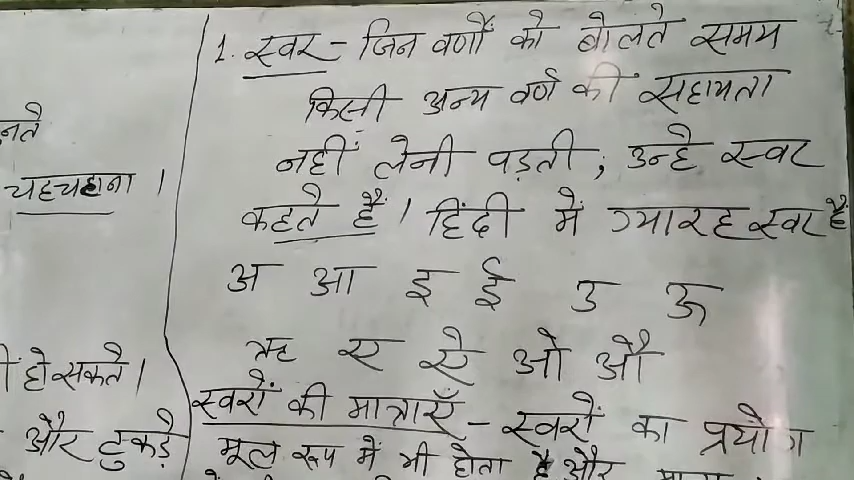 नते
चहचहाना ।
हो सकते ।
और टुकड़े
1. स्वर - जिन वर्णों को बोलते समय
किसी अन्य वर्ण की सहायता
नहीं लेनी पड़ती, उन्हें स्वर
कहते हैं । हिंदी में ग्यारह स्वर हैं
अ आ इ ई उ ऊ
ऋ ए ऐ ओ औ
स्वरों की मात्राएँ - स्वरों का प्रयोग
मूल रूप में भी होता है और